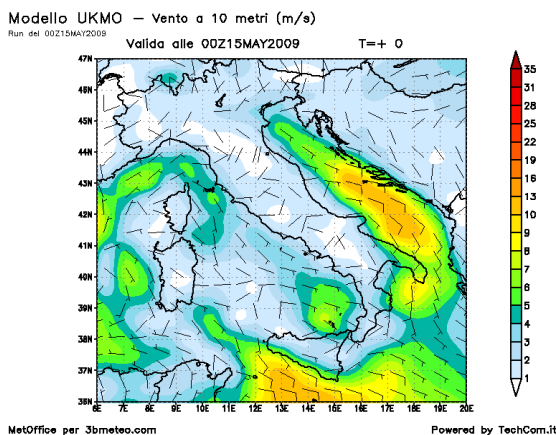 Modello UKMO – Vento a 10 metri (m/s)
Run del 00Z15MAY2009
Valida alle 00Z15MAY2009 T=+ 0
47N
46N
45N
44N
43N
42N
41N
40N
39N
38N
37N
36N
6E 7E 8E 9E 10E 11E 12E 13E 14E 15E 16E 17E 18E 19E 20E
35
31
28
25
22
19
16
13
10
9
8
7
6
5
4
3
2
1
MetOffice per 3bmeteo.com
Powered by TechCom.it